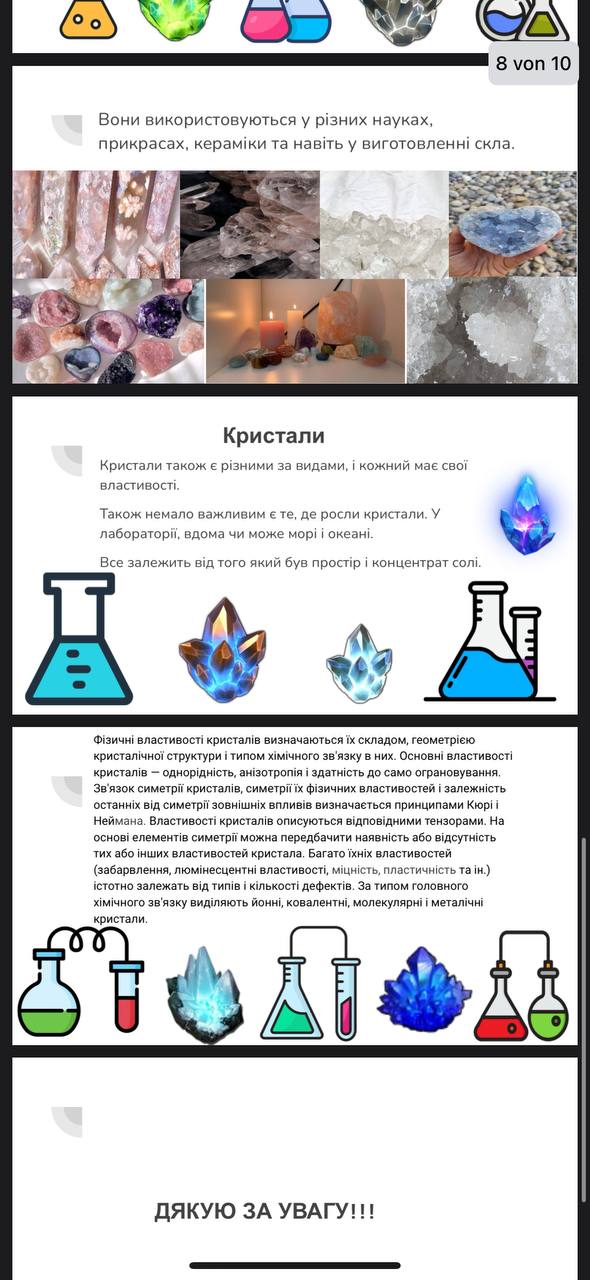 8 von 10
Вони використовуються у різних науках,
прикрасах, кераміки та навіть у виготовленні скла.
Кристали
Кристали також є різними за видами, і кожний має свої
властивості.
Також немало важливим є те, де росли кристали. У
лабораторії, вдома чи може морі і океані.
Все залежить від того який був простір і концентрат солі.
Фізичні властивості кристалів визначаються їх складом, геометрією
кристалічної структури і типом хімічного зв'язку в них. Основні властивості
кристалів — однорідність, анізотропія і здатність до само ограновування.
Зв'язок симетрії кристалів, симетрії їх фізичних властивостей і залежність
останніх від симетрії зовнішніх впливів визначається принципами Кюрі і
Неймана. Властивості кристалів описуються відповідними тензорами. На
основі елементів симетрії можна передбачити наявність або відсутність
тих або інших властивостей кристала. Багато їхніх властивостей
(забарвлення, люмінесцентні властивості, міцність, пластичність та ін.)
істотно залежать від типів і кількості дефектів. За типом головного
хімічного зв'язку виділяють йонні, ковалентні, молекулярні і металічні
кристали.
ДЯКУЮ ЗА УВАГУ!!!